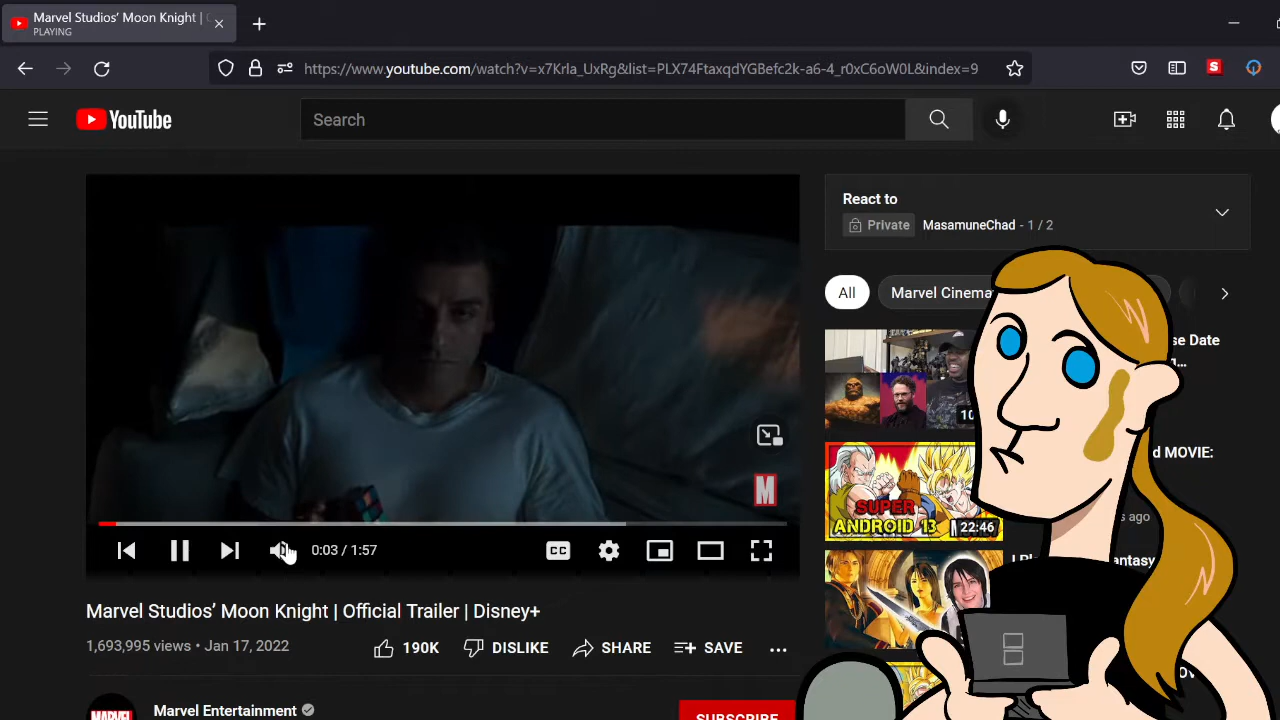 Marvel Studios' Moon Knight |
PLAYING
https://www.youtube.com/watch?v=x7Krla_UxRg&list=PLX74FtaxqdYGBefc2k-a6-4_r0xC6oW0L&index=9
S
YouTube
Search
React to
Private MasamuneChad - 1 / 2
All
Marvel Cinema
se Date
10
M
SUPER
ANDROID 13
22:46
d MOVIE:
s ago
antasy
0:03 / 1:57
CC
Marvel Studios' Moon Knight | Official Trailer | Disney+
1,693,995 views • Jan 17, 2022
190K
DISLIKE
SHARE
SAVE
MARVEL
Marvel Entertainment
SUBSCRIBE